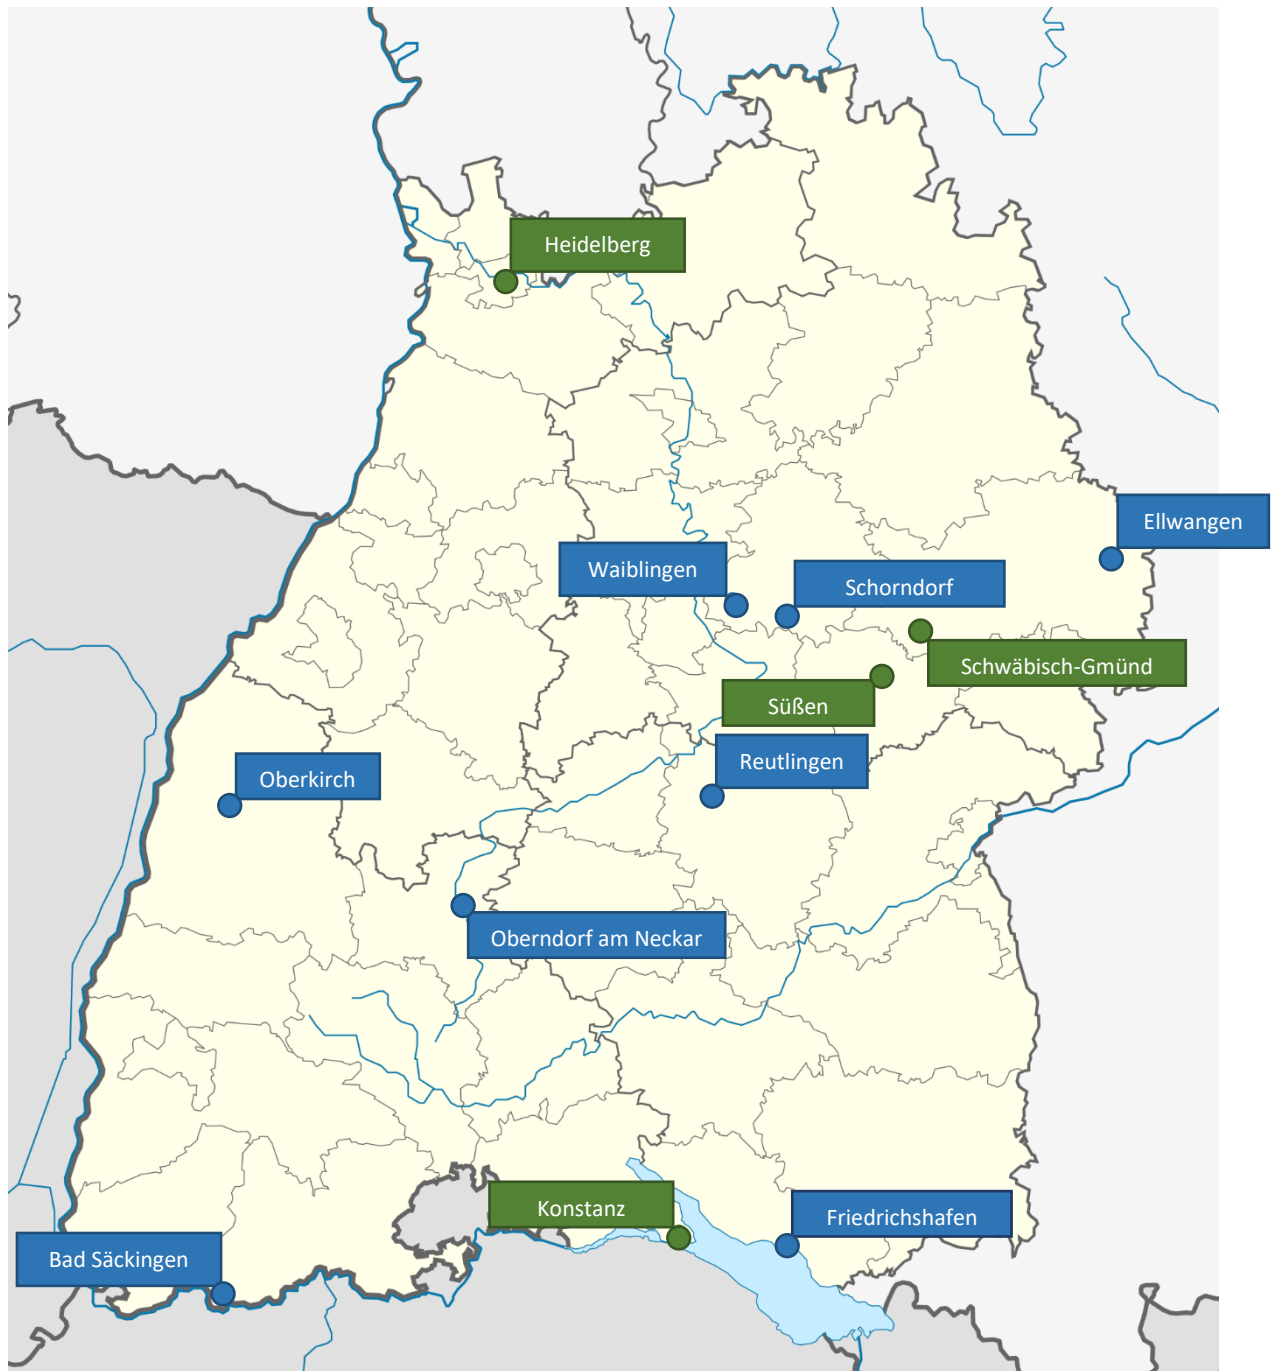 Heidelberg
Ellwangen
Waiblingen
Schorndorf
Schwäbisch-Gmünd
Süßen
Reutlingen
Oberkirch
Oberndorf am Neckar
Konstanz
Friedrichshafen
Bad Säckingen